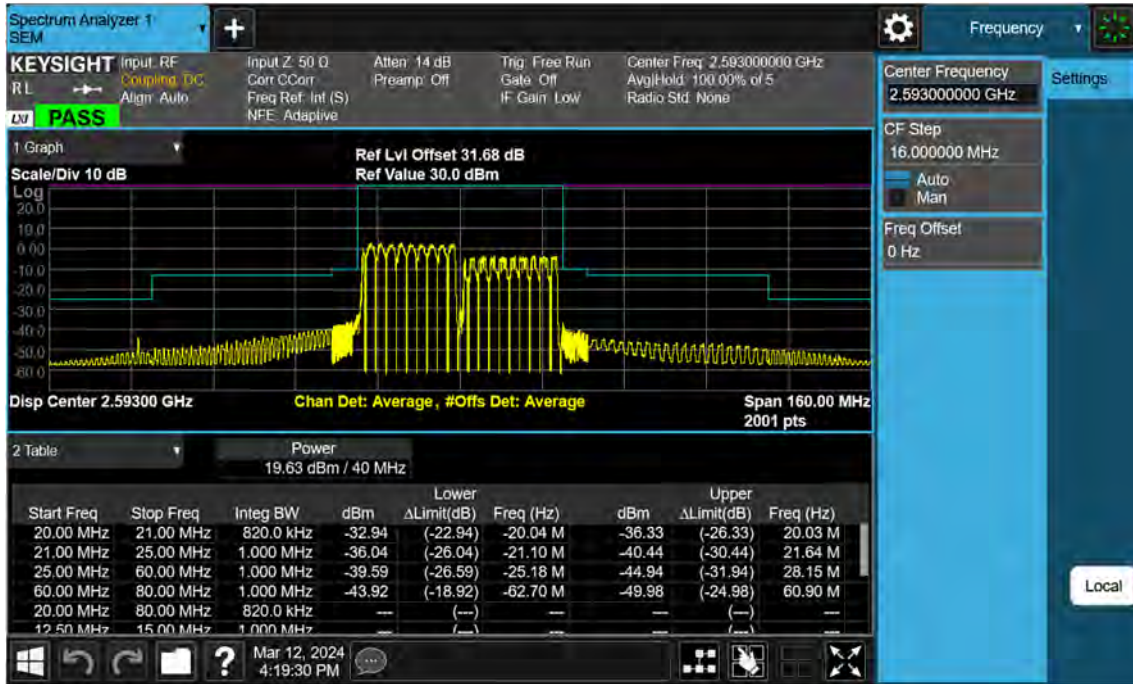 Spectrum Analyzer 1
SEM
+
Frequency
KEYSIGHT
RL
LXI
PASS
Input: RF
Coupling: DC
Align: Auto
Input Z: 50 Ω
Corr CCorr
Freq Ref: Int (S)
NFE: Adaptive
Atten: 14 dB
Preamp: Off
Trig: Free Run
Gate: Off
IF Gain: Low
Center Freq: 2.593000000 GHz
Avg|Hold: 100.00% of 5
Radio Std: None
Center Frequency
2.593000000 GHz
Settings
CF Step
16.000000 MHz
Auto
Man
Freq Offset
0 Hz
Local
1 Graph
Scale/Div 10 dB
Ref Lvl Offset 31.68 dB
Ref Value 30.0 dBm
Log
20.0
10.0
0.00
-10.0
-20.0
-30.0
-40.0
-50.0
-60.0
Disp Center 2.59300 GHz
Chan Det: Average, #Offs Det: Average
Span 160.00 MHz
2001 pts
2 Table
Power
19.63 dBm / 40 MHz
Lower Upper
Start Freq Stop Freq Integ BW dBm ΔLimit(dB) Freq (Hz) dBm ΔLimit(dB) Freq (Hz)
20.00 MHz 21.00 MHz 820.0 kHz -32.94 (-22.94) -20.04 M -36.33 (-26.33) 20.03 M
21.00 MHz 25.00 MHz 1.000 MHz -36.04 (-26.04) -21.10 M -40.44 (-30.44) 21.64 M
25.00 MHz 60.00 MHz 1.000 MHz -39.59 (-26.59) -25.18 M -44.94 (-31.94) 28.15 M
60.00 MHz 80.00 MHz 1.000 MHz -43.92 (-18.92) -62.70 M -49.98 (-24.98) 60.90 M
20.00 MHz 80.00 MHz 820.0 kHz --- (---) --- --- (---) ---
12.50 MHz 15.00 MHz 1.000 MHz --- (---) --- --- (---) ---
?
Mar 12, 2024
4:19:30 PM